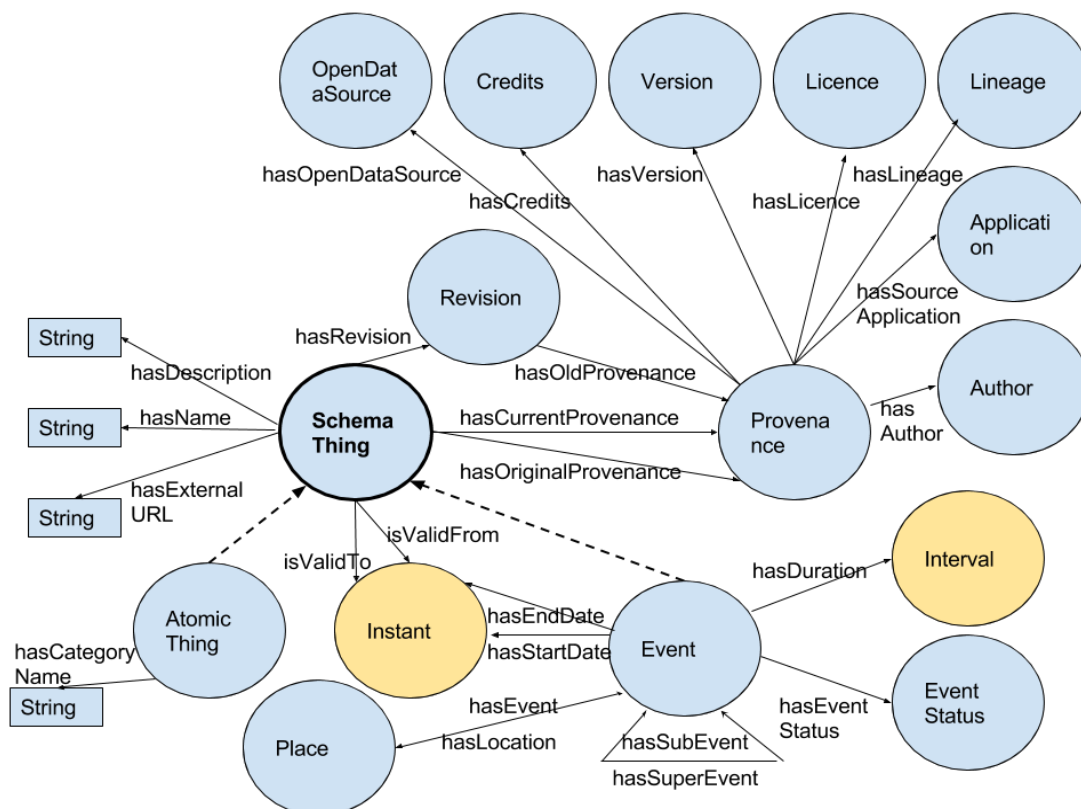 OpenDat
aSource
Credits
Version
Licence
Lineage
hasOpenDataSource
hasCredits
hasVersion
hasLicence
hasLineage
Applicati
on
hasSource
Application
Revision
hasRevision
hasOldProvenance
String
hasDescription
String
hasName
Schema
Thing
hasCurrentProvenance
hasOriginalProvenance
Provena
nce
has
Author
Author
String
hasExternal
URL
isValidFrom
isValidTo
Interval
hasDuration
Atomic
Thing
Instant
hasEndDate
hasStartDate
Event
hasCategory
Name
String
hasEvent
hasLocation
Place
hasSubEvent
hasSuperEvent
hasEvent
Status
Event
Status